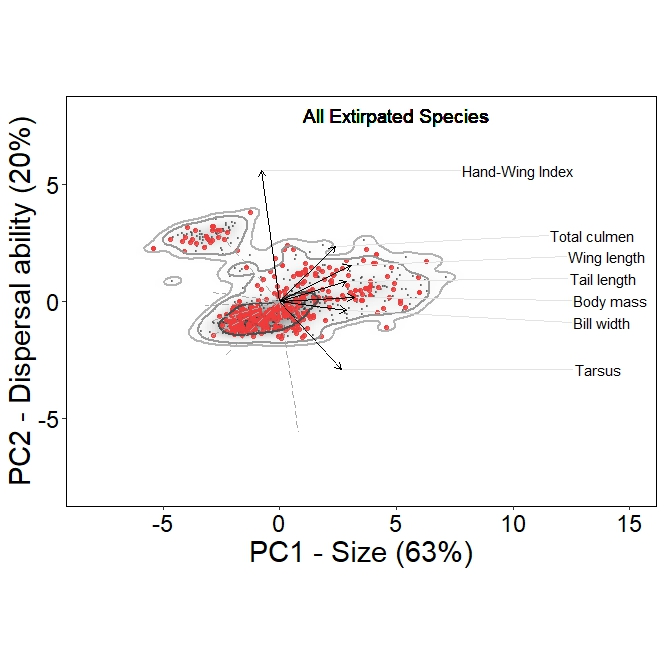 All Extirpated Species
Hand-Wing Index
Total culmen
Wing length
Tail length
Body mass
Bill width
Tarsus
PC2 - Dispersal ability (20%)
5
0
-5
-5 0 5 10 15
PC1 - Size (63%)